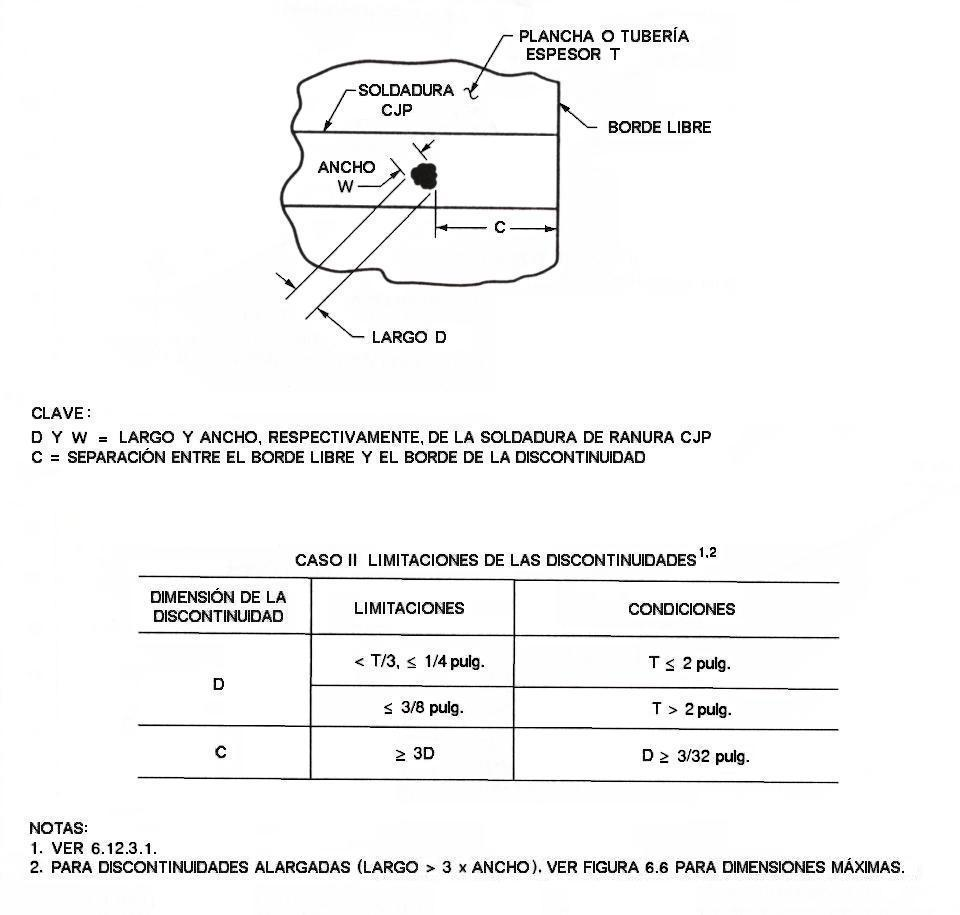 PLANCHA O TUBERÍA
ESPESOR T
SOLDADURA
CJP
BORDE LIBRE
ANCHO
W
C
LARGO D
CLAVE:
D Y W = LARGO Y ANCHO, RESPECTIVAMENTE, DE LA SOLDADURA DE RANURA CJP
C = SEPARACIÓN ENTRE EL BORDE LIBRE Y EL BORDE DE LA DISCONTINUIDAD
CASO II LIMITACIONES DE LAS DISCONTINUIDADES1,2
DIMENSIÓN DE LA
DISCONTINUIDAD
LIMITACIONES
CONDICIONES
D
< T/3, ≤ 1/4 pulg.
T ≤ 2 pulg.
≤ 3/8 pulg.
T > 2 pulg.
C
≥ 3D
D ≥ 3/32 pulg.
NOTAS:
1. VER 6.12.3.1.
2. PARA DISCONTINUIDADES ALARGADAS (LARGO > 3 x ANCHO). VER FIGURA 6.6 PARA DIMENSIONES MÁXIMAS.